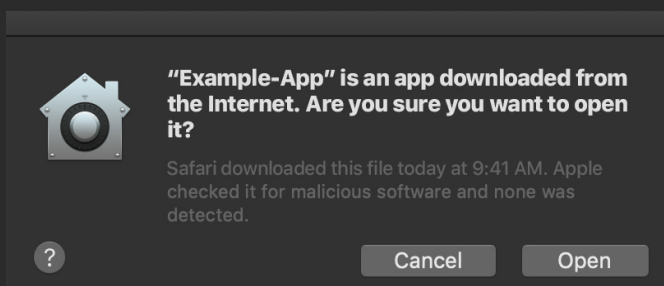 “Example-App” is an app downloaded from
the Internet. Are you sure you want to open
it?
Safari downloaded this file today at 9:41 AM. Apple
checked it for malicious software and none was
detected.
?
Cancel
Open